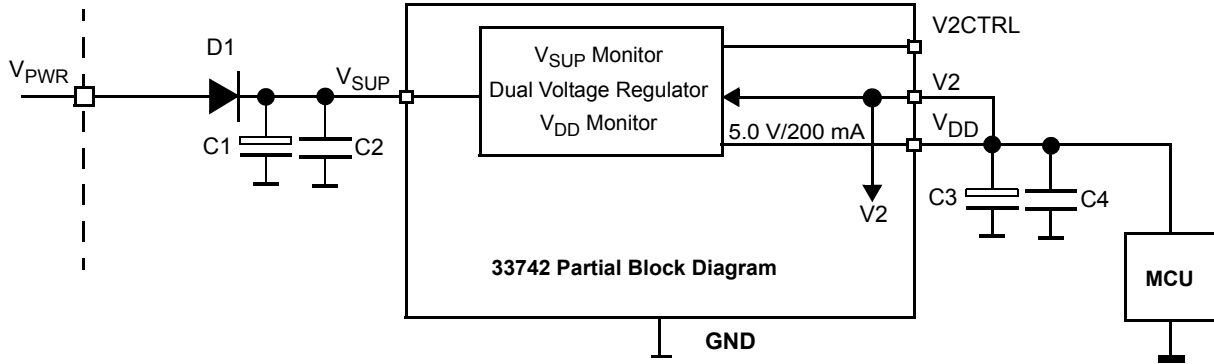 V2CTRL
D1
VSUP Monitor
VPWR
VSUP
V2
Dual Voltage Regulator
VDD Monitor
5.0 V/200 mA
VDD
C1
C2
C3
C4
V2
33742 Partial Block Diagram
MCU
GND